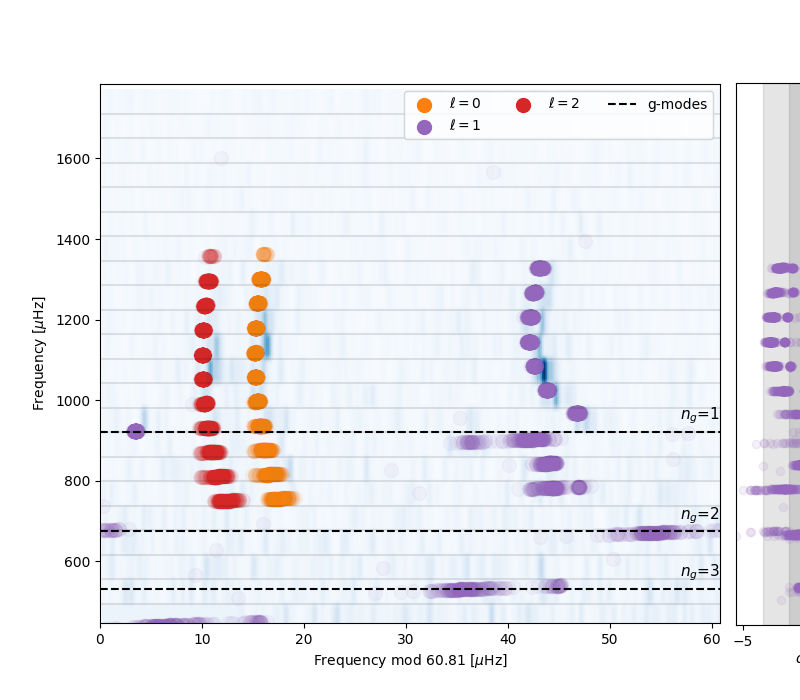 ℓ = 0
ℓ = 2
g-modes
ℓ = 1
1600
1400
1200
1000
800
600
Frequency [μHz]
n_g=1
n_g=2
n_g=3
0
10
20
30
40
50
60
−5
Frequency mod 60.81 [μHz]